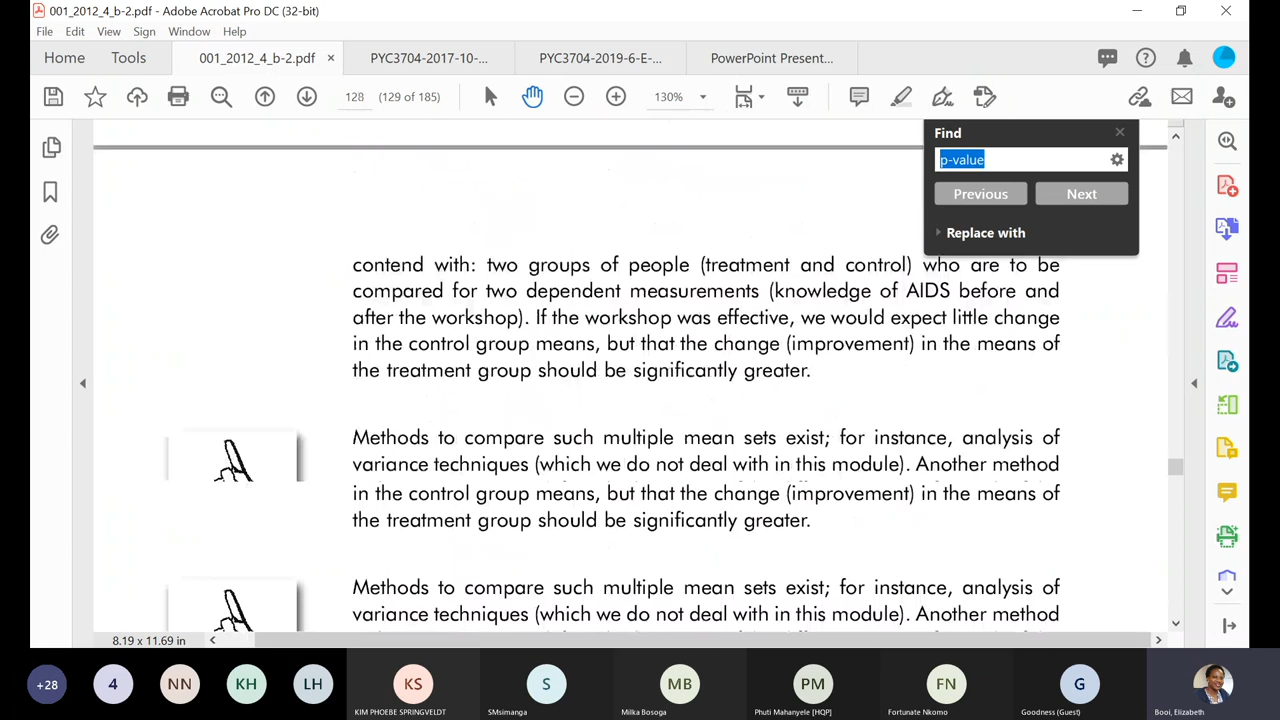 001_2012_4_b-2.pdf - Adobe Acrobat Pro DC (32-bit)
File Edit View Sign Window Help
Home Tools 001_2012_4_b-2.pdf × PYC3704-2017-10-... PYC3704-2019-6-E-... PowerPoint Present...
128 (129 of 185) 130%
Find
p-value
Previous Next
Replace with
contend with: two groups of people (treatment and control) who are to be
compared for two dependent measurements (knowledge of AIDS before and
after the workshop). If the workshop was effective, we would expect little change
in the control group means, but that the change (improvement) in the means of
the treatment group should be significantly greater.
Methods to compare such multiple mean sets exist; for instance, analysis of
variance techniques (which we do not deal with in this module). Another method
in the control group means, but that the change (improvement) in the means of
the treatment group should be significantly greater.
Methods to compare such multiple mean sets exist; for instance, analysis of
variance techniques (which we do not deal with in this module). Another method
8.19 x 11.69 in
+28 4 NN KH LH KS S MB PM FN G
KIM PHOEBE SPRINGVELDT SMsimanga Milka Bosoga Phuti Mahanyele [HQP] Fortunate Nkomo Goodness (Guest) Booi, Elizabeth